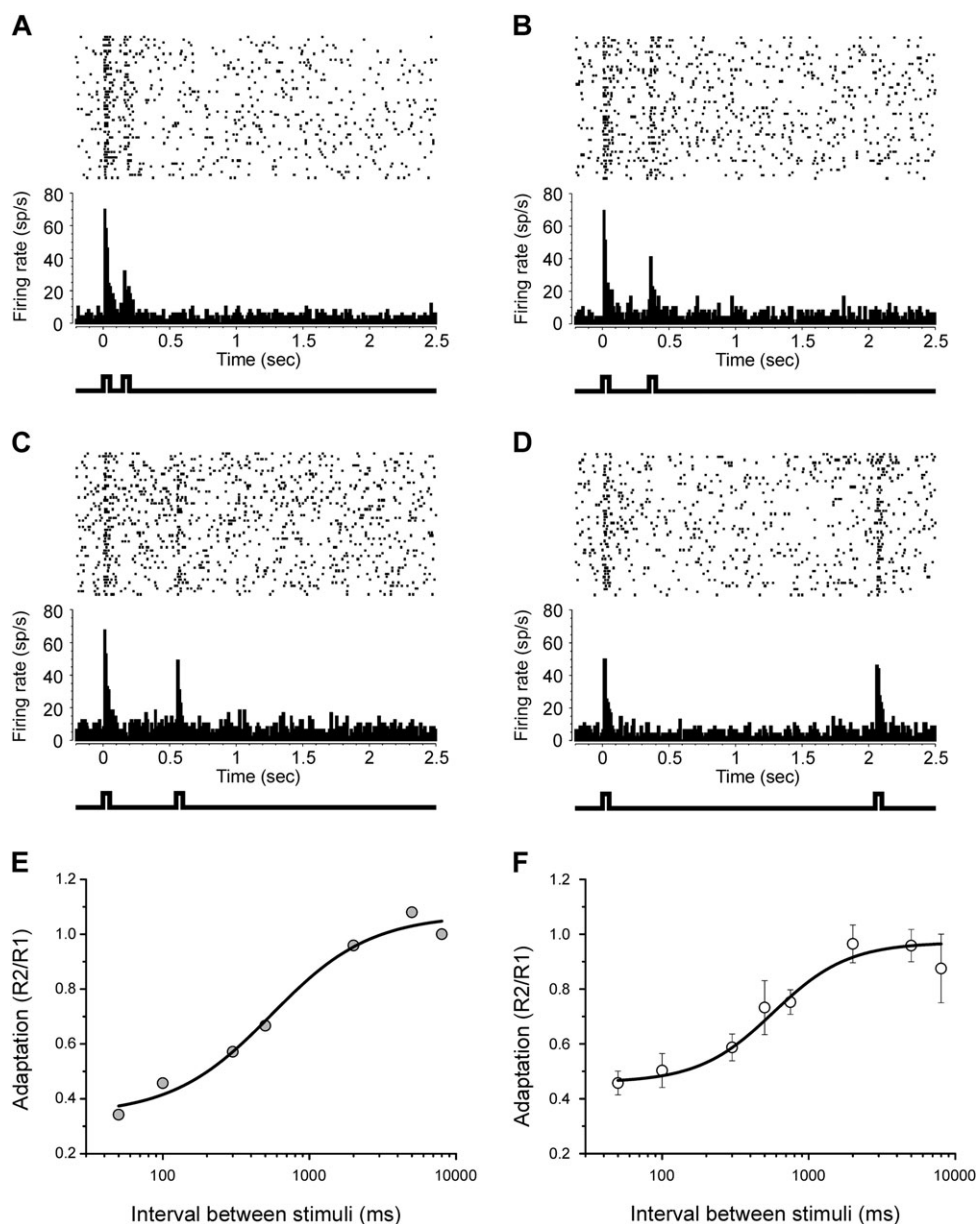 A
Firing rate (sp/s)
80
60
40
20
0
0 0.5 1 1.5 2 2.5
Time (sec)
B
Firing rate (sp/s)
80
60
40
20
0
0 0.5 1 1.5 2 2.5
Time (sec)
C
Firing rate (sp/s)
80
60
40
20
0
0 0.5 1 1.5 2 2.5
Time (sec)
D
Firing rate (sp/s)
80
60
40
20
0
0 0.5 1 1.5 2 2.5
Time (sec)
E
Adaptation (R2/R1)
1.2
1.0
0.8
0.6
0.4
0.2
100 1000 10000
Interval between stimuli (ms)
F
Adaptation (R2/R1)
1.2
1.0
0.8
0.6
0.4
0.2
100 1000 10000
Interval between stimuli (ms)